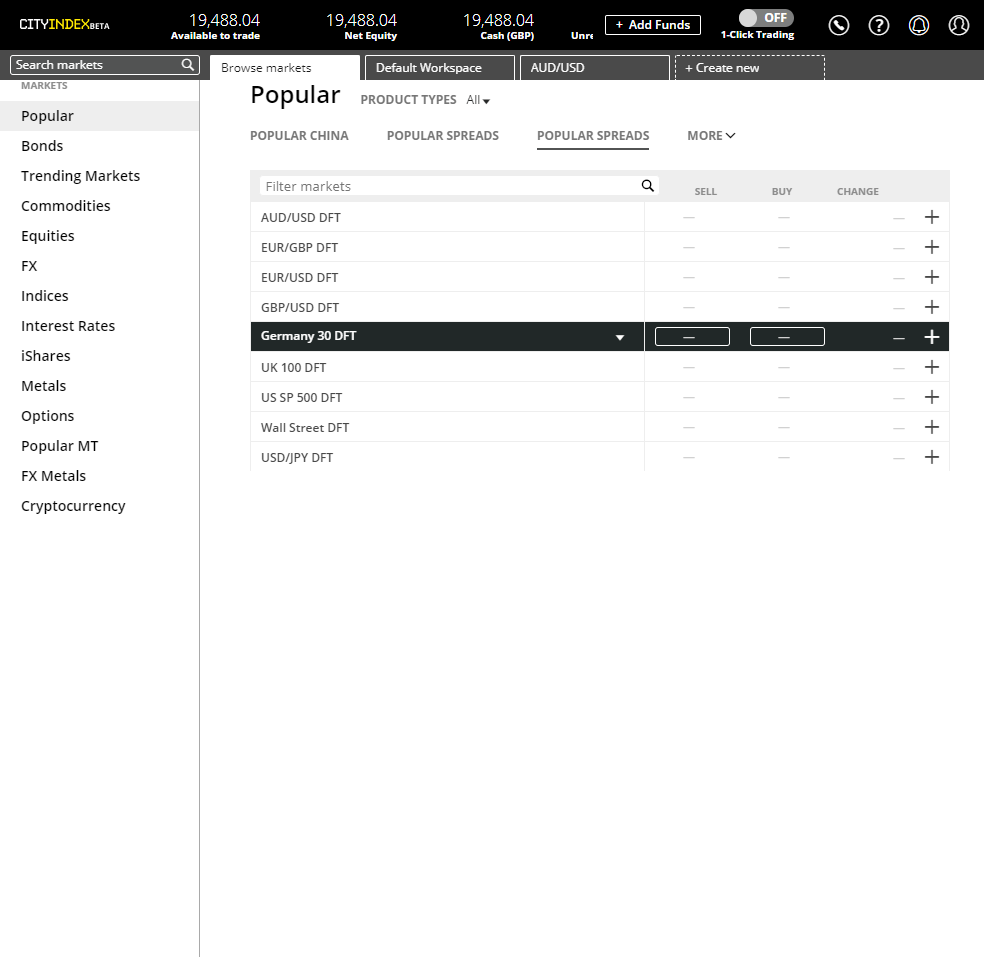 CITYINDEXBETA
19,488.04 19,488.04 19,488.04
Available to trade Net Equity Cash (GBP) Unre
+ Add Funds
OFF
1-Click Trading
Search markets
Browse markets Default Workspace AUD/USD + Create new
MARKETS
Popular
Bonds
Trending Markets
Commodities
Equities
FX
Indices
Interest Rates
iShares
Metals
Options
Popular MT
FX Metals
Cryptocurrency
Popular PRODUCT TYPES All
POPULAR CHINA POPULAR SPREADS POPULAR SPREADS MORE
Filter markets SELL BUY CHANGE
AUD/USD DFT — — — +
EUR/GBP DFT — — — +
EUR/USD DFT — — — +
GBP/USD DFT — — — +
Germany 30 DFT — — — +
UK 100 DFT — — — +
US SP 500 DFT — — — +
Wall Street DFT — — — +
USD/JPY DFT — — — +